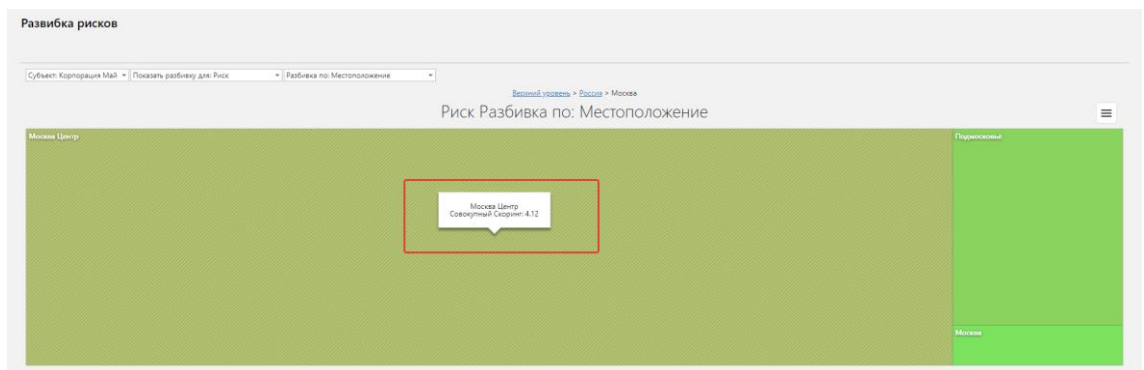 Развибка рисков
Субъект: Корпорация Май Показать разбивку для: Риск Разбивка по: Местоположение
Верхний уровень > Россия > Москва
Риск Разбивка по: Местоположение
Москва Центр
Подмосковье
Москва Центр
Совокупный Скоринг: 4.12
Москва